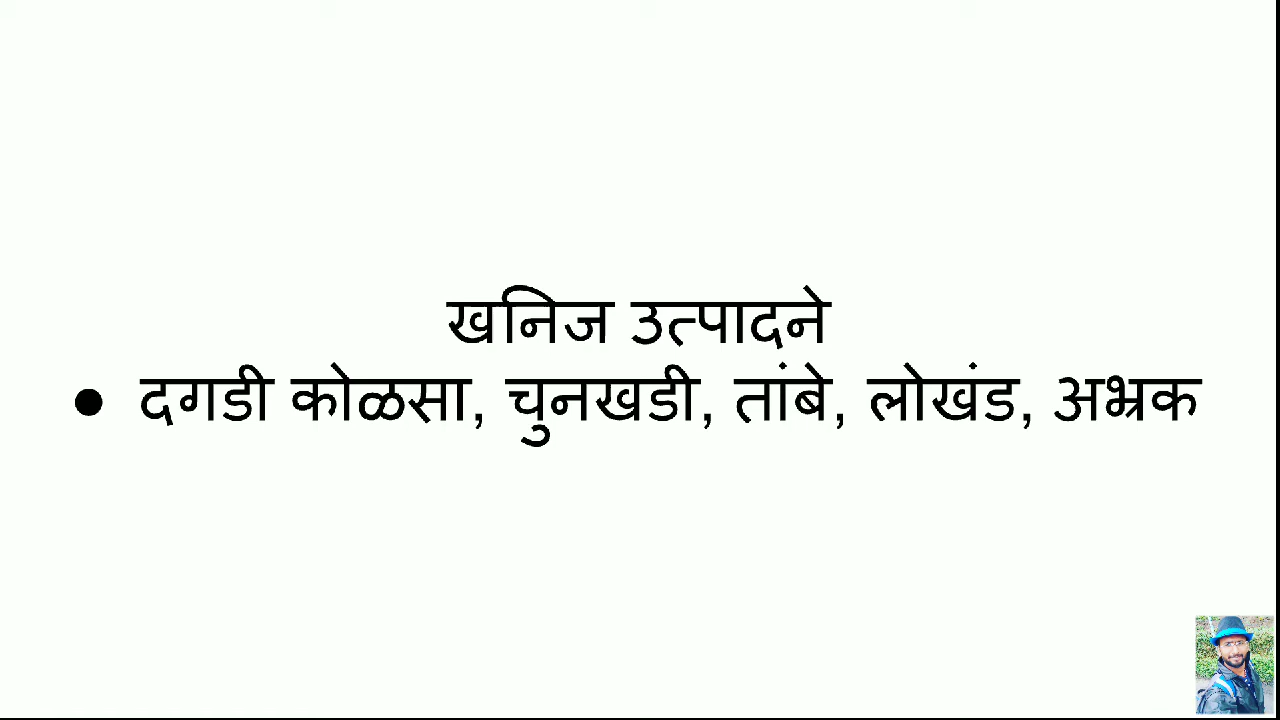 खनिज उत्पादने
● दगडी कोळसा, चुनखडी, तांबे, लोखंड, अभ्रक